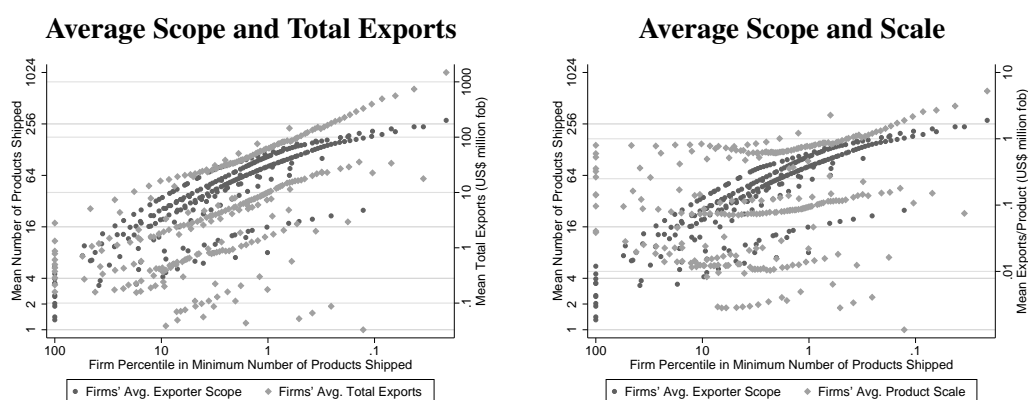 Average Scope and Total Exports
Mean Number of Products Shipped
1024
256
64
16
4
2
1
1000
100
10
1
.1
Mean Total Exports (US$ million fob)
100
10
1
.1
Firm Percentile in Minimum Number of Products Shipped
Firms' Avg. Exporter Scope
Firms' Avg. Total Exports
Average Scope and Scale
Mean Number of Products Shipped
1024
256
64
16
4
2
1
10
1
.1
.01
Mean Exports/Product (US$ million fob)
100
10
1
.1
Firm Percentile in Minimum Number of Products Shipped
Firms' Avg. Exporter Scope
Firms' Avg. Product Scale